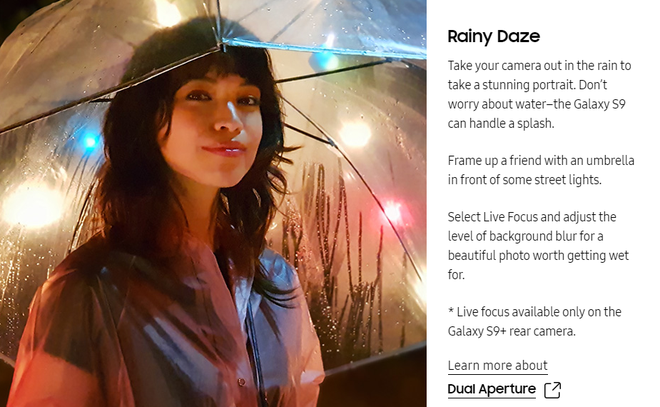 Rainy Daze
Take your camera out in the rain to
take a stunning portrait. Don't
worry about water–the Galaxy S9
can handle a splash.
Frame up a friend with an umbrella
in front of some street lights.
Select Live Focus and adjust the
level of background blur for a
beautiful photo worth getting wet
for.
* Live focus available only on the
Galaxy S9+ rear camera.
Learn more about
Dual Aperture